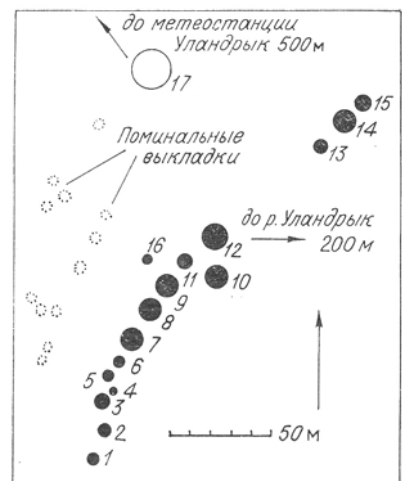 до метеостанции
Уландрык 500 м
17
15
14
13
Поминальные
выкладки
до р. Уландрык
200 м
16
12
11
10
9
8
7
6
5
4
3
2
1
50 м